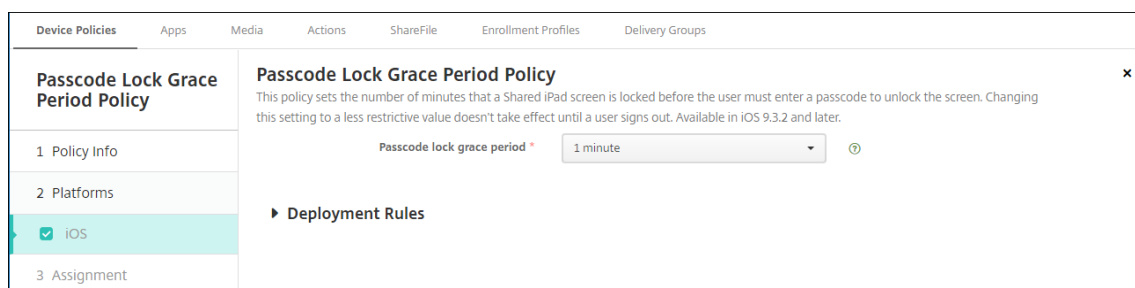 Device Policies Apps Media Actions ShareFile Enrollment Profiles Delivery Groups
Passcode Lock Grace
Period Policy
1 Policy Info
2 Platforms
iOS
3 Assignment
Passcode Lock Grace Period Policy
This policy sets the number of minutes that a Shared iPad screen is locked before the user must enter a passcode to unlock the screen. Changing
this setting to a less restrictive value doesn't take effect until a user signs out. Available in iOS 9.3.2 and later.
Passcode lock grace period * 1 minute
Deployment Rules